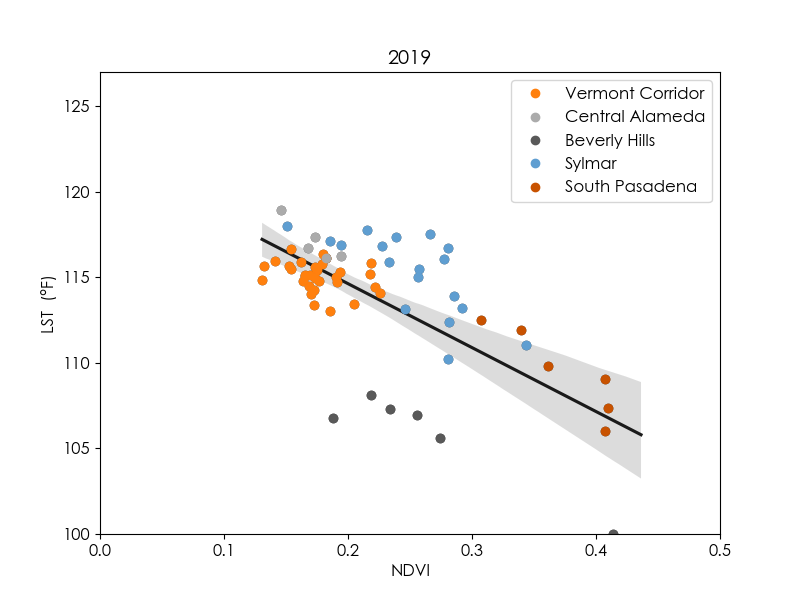 2019
Vermont Corridor
Central Alameda
Beverly Hills
Sylmar
South Pasadena
125
120
115
110
105
100
LST (°F)
0.0 0.1 0.2 0.3 0.4 0.5
NDVI